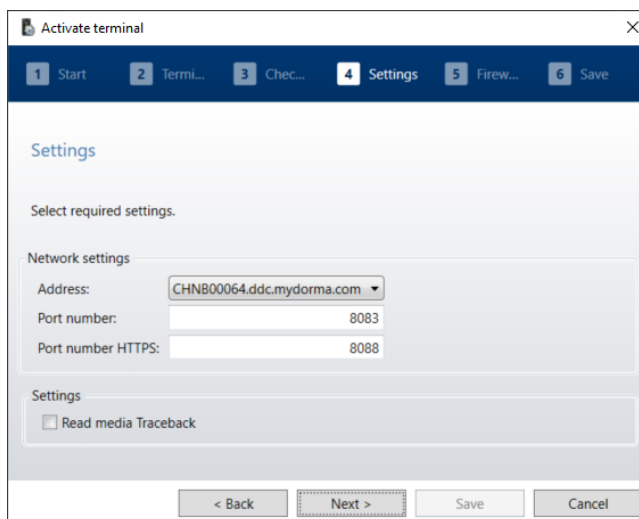 Activate terminal
1 Start 2 Termi... 3 Chec... 4 Settings 5 Firew... 6 Save
Settings
Select required settings.
Network settings
Address: CHNB00064.ddc.mydorma.com
Port number: 8083
Port number HTTPS: 8088
Settings
Read media Traceback
< Back Next > Save Cancel